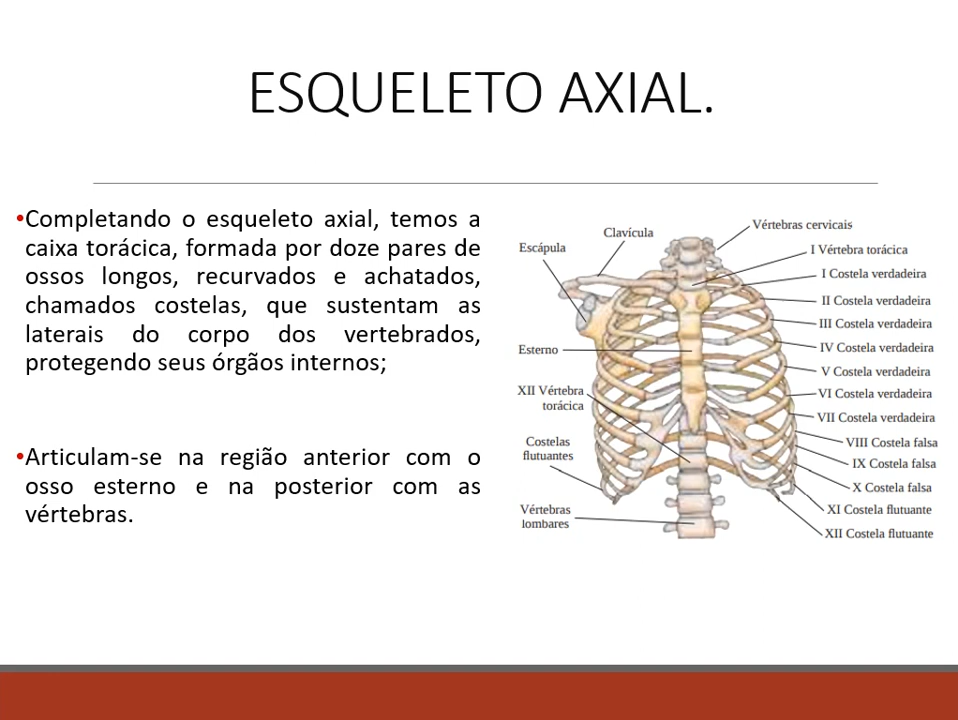 ESQUELETO AXIAL.
•Completando o esqueleto axial, temos a
caixa torácica, formada por doze pares de
ossos longos, recurvados e achatados,
chamados costelas, que sustentam as
laterais do corpo dos vertebrados,
protegendo seus órgãos internos;
•Articulam-se na região anterior com o
osso esterno e na posterior com as
vértebras.
Clavícula
Escápula
Esterno
XII Vértebra
torácica
Costelas
flutuantes
Vértebras
lombares
Vértebras cervicais
I Vértebra torácica
I Costela verdadeira
II Costela verdadeira
III Costela verdadeira
IV Costela verdadeira
V Costela verdadeira
VI Costela verdadeira
VII Costela verdadeira
VIII Costela falsa
IX Costela falsa
X Costela falsa
XI Costela flutuante
XII Costela flutuante